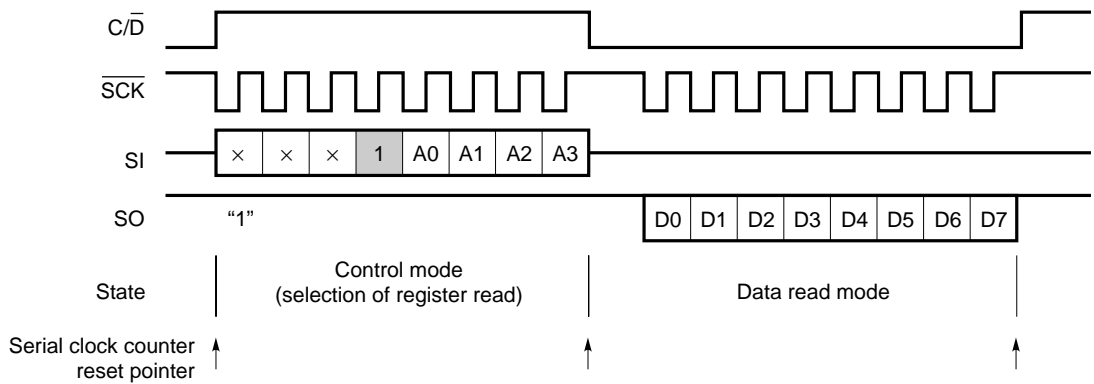 C/D̅
S̅C̅K̅
SI × × × 1 A0 A1 A2 A3
SO "1" D0 D1 D2 D3 D4 D5 D6 D7
State Control mode (selection of register read) Data read mode
Serial clock counter
reset pointer